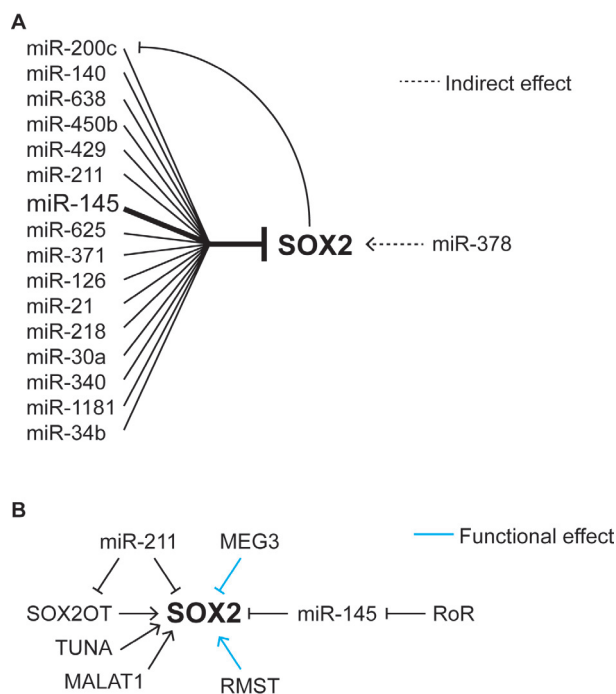 A
miR-200c
miR-140
Indirect effect
miR-638
miR-450b
miR-429
miR-211
miR-145
miR-625
SOX2
miR-378
miR-371
miR-126
miR-21
miR-218
miR-30a
miR-340
miR-1181
miR-34b
B
miR-211
MEG3
Functional effect
SOX2OT
SOX2
miR-145
RoR
TUNA
MALAT1
RMST